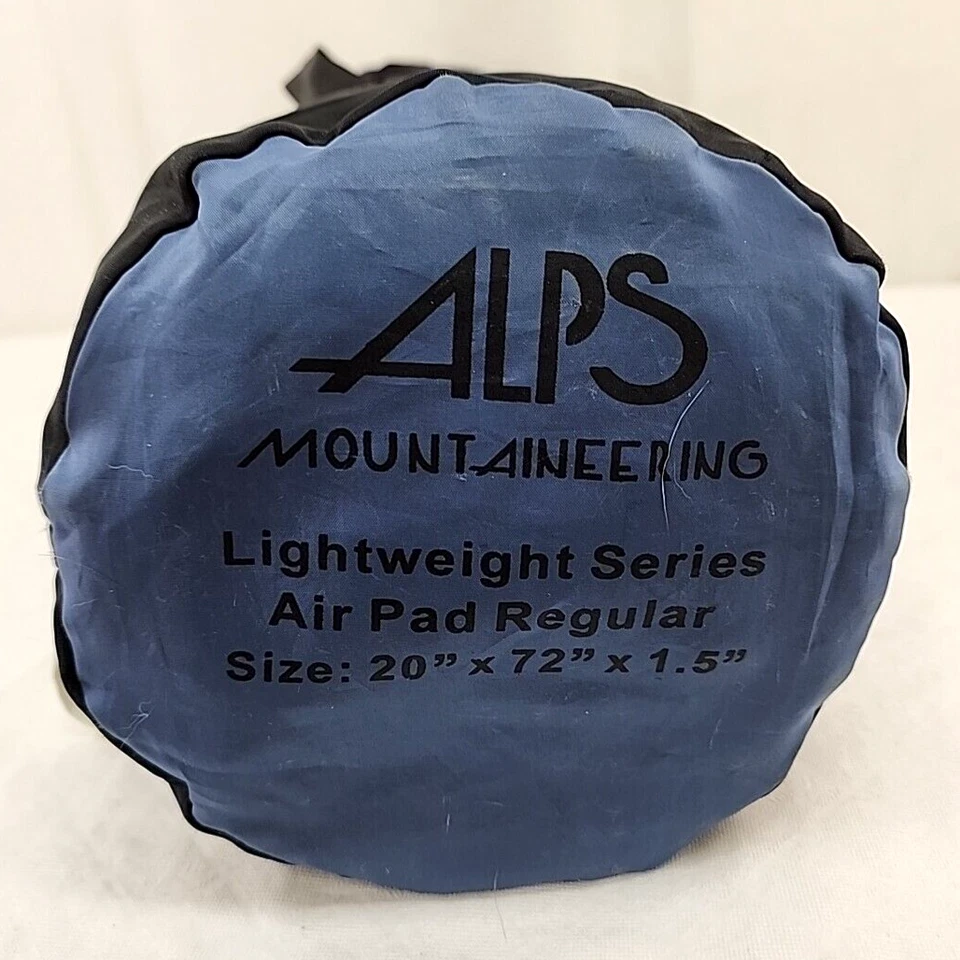 ALPS
MOUNTAINEERING
Lightweight Series
Air Pad Regular
Size: 20” x 72” x 1.5”